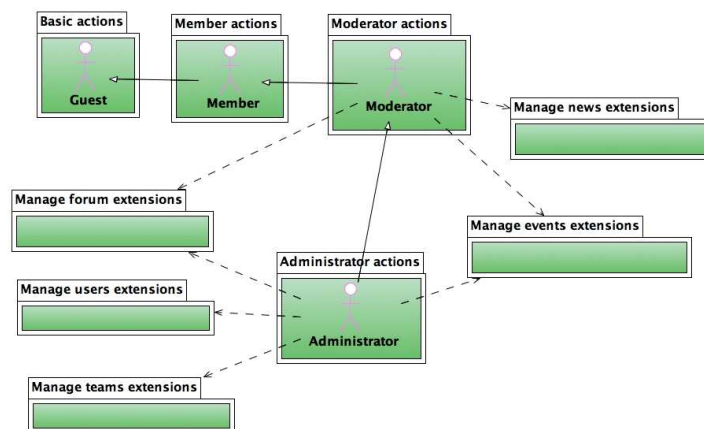 Basic actions
Member actions
Moderator actions
Guest
Member
Moderator
Manage news extensions
Manage forum extensions
Manage events extensions
Administrator actions
Manage users extensions
Administrator
Manage teams extensions